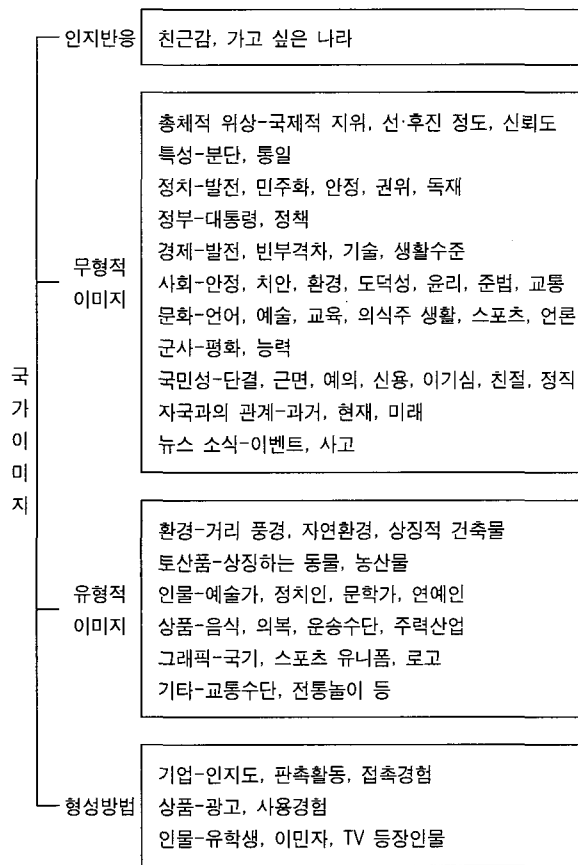 국가이미지
인지반응
친근감, 가고 싶은 나라
무형적
이미지
총체적 위상-국제적 지위, 선·후진 정도, 신뢰도
특성-분단, 통일
정치-발전, 민주화, 안정, 권위, 독재
정부-대통령, 정책
경제-발전, 빈부격차, 기술, 생활수준
사회-안정, 치안, 환경, 도덕성, 윤리, 준법, 교통
문화-언어, 예술, 교육, 의식주 생활, 스포츠, 언론
군사-평화, 능력
국민성-단결, 근면, 예의, 신용, 이기심, 친절, 정직
자국과의 관계-과거, 현재, 미래
뉴스 소식-이벤트, 사고
유형적
이미지
환경-거리 풍경, 자연환경, 상징적 건축물
토산품-상징하는 동물, 농산물
인물-예술가, 정치인, 문학가, 연예인
상품-음식, 의복, 운송수단, 주력산업
그래픽-국기, 스포츠 유니폼, 로고
기타-교통수단, 전통놀이 등
형성방법
기업-인지도, 판촉활동, 접촉경험
상품-광고, 사용경험
인물-유학생, 이민자, TV 등장인물